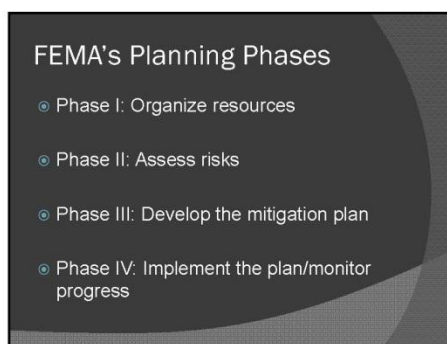 FEMA's Planning Phases
Phase I: Organize resources
Phase II: Assess risks
Phase III: Develop the mitigation plan
Phase IV: Implement the plan/monitor
progress